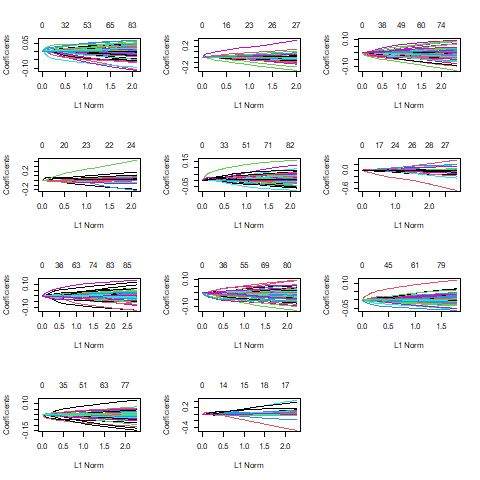 0 32 53 65 83
Coefficients
0.05
-0.10
0.0 0.5 1.0 1.5 2.0
L1 Norm
0 16 23 26 27
Coefficients
0.2
-0.2
0.0 0.5 1.0 1.5 2.0
L1 Norm
0 38 49 60 74
Coefficients
0.10
-0.10
0.0 0.5 1.0 1.5 2.0
L1 Norm
0 20 23 22 24
Coefficients
0.2
-0.2
0.0 0.5 1.0 1.5 2.0
L1 Norm
0 33 51 71 82
Coefficients
0.15
-0.05
0.0 0.5 1.0 1.5 2.0
L1 Norm
0 17 24 26 28 27
Coefficients
0.0
-0.6
0.0 1.0 2.0
L1 Norm
0 36 63 74 83 85
Coefficients
0.10
-0.10
0.0 0.5 1.0 1.5 2.0 2.5
L1 Norm
0 36 55 69 80
Coefficients
0.10
-0.10
0.0 0.5 1.0 1.5 2.0
L1 Norm
0 45 61 79
Coefficients
0.10
-0.05
0.0 0.5 1.0 1.5
L1 Norm
0 35 51 63 77
Coefficients
0.10
-0.15
0.0 0.5 1.0 1.5 2.0
L1 Norm
0 14 15 18 17
Coefficients
0.2
-0.4
0.0 0.5 1.0 1.5 2.0
L1 Norm